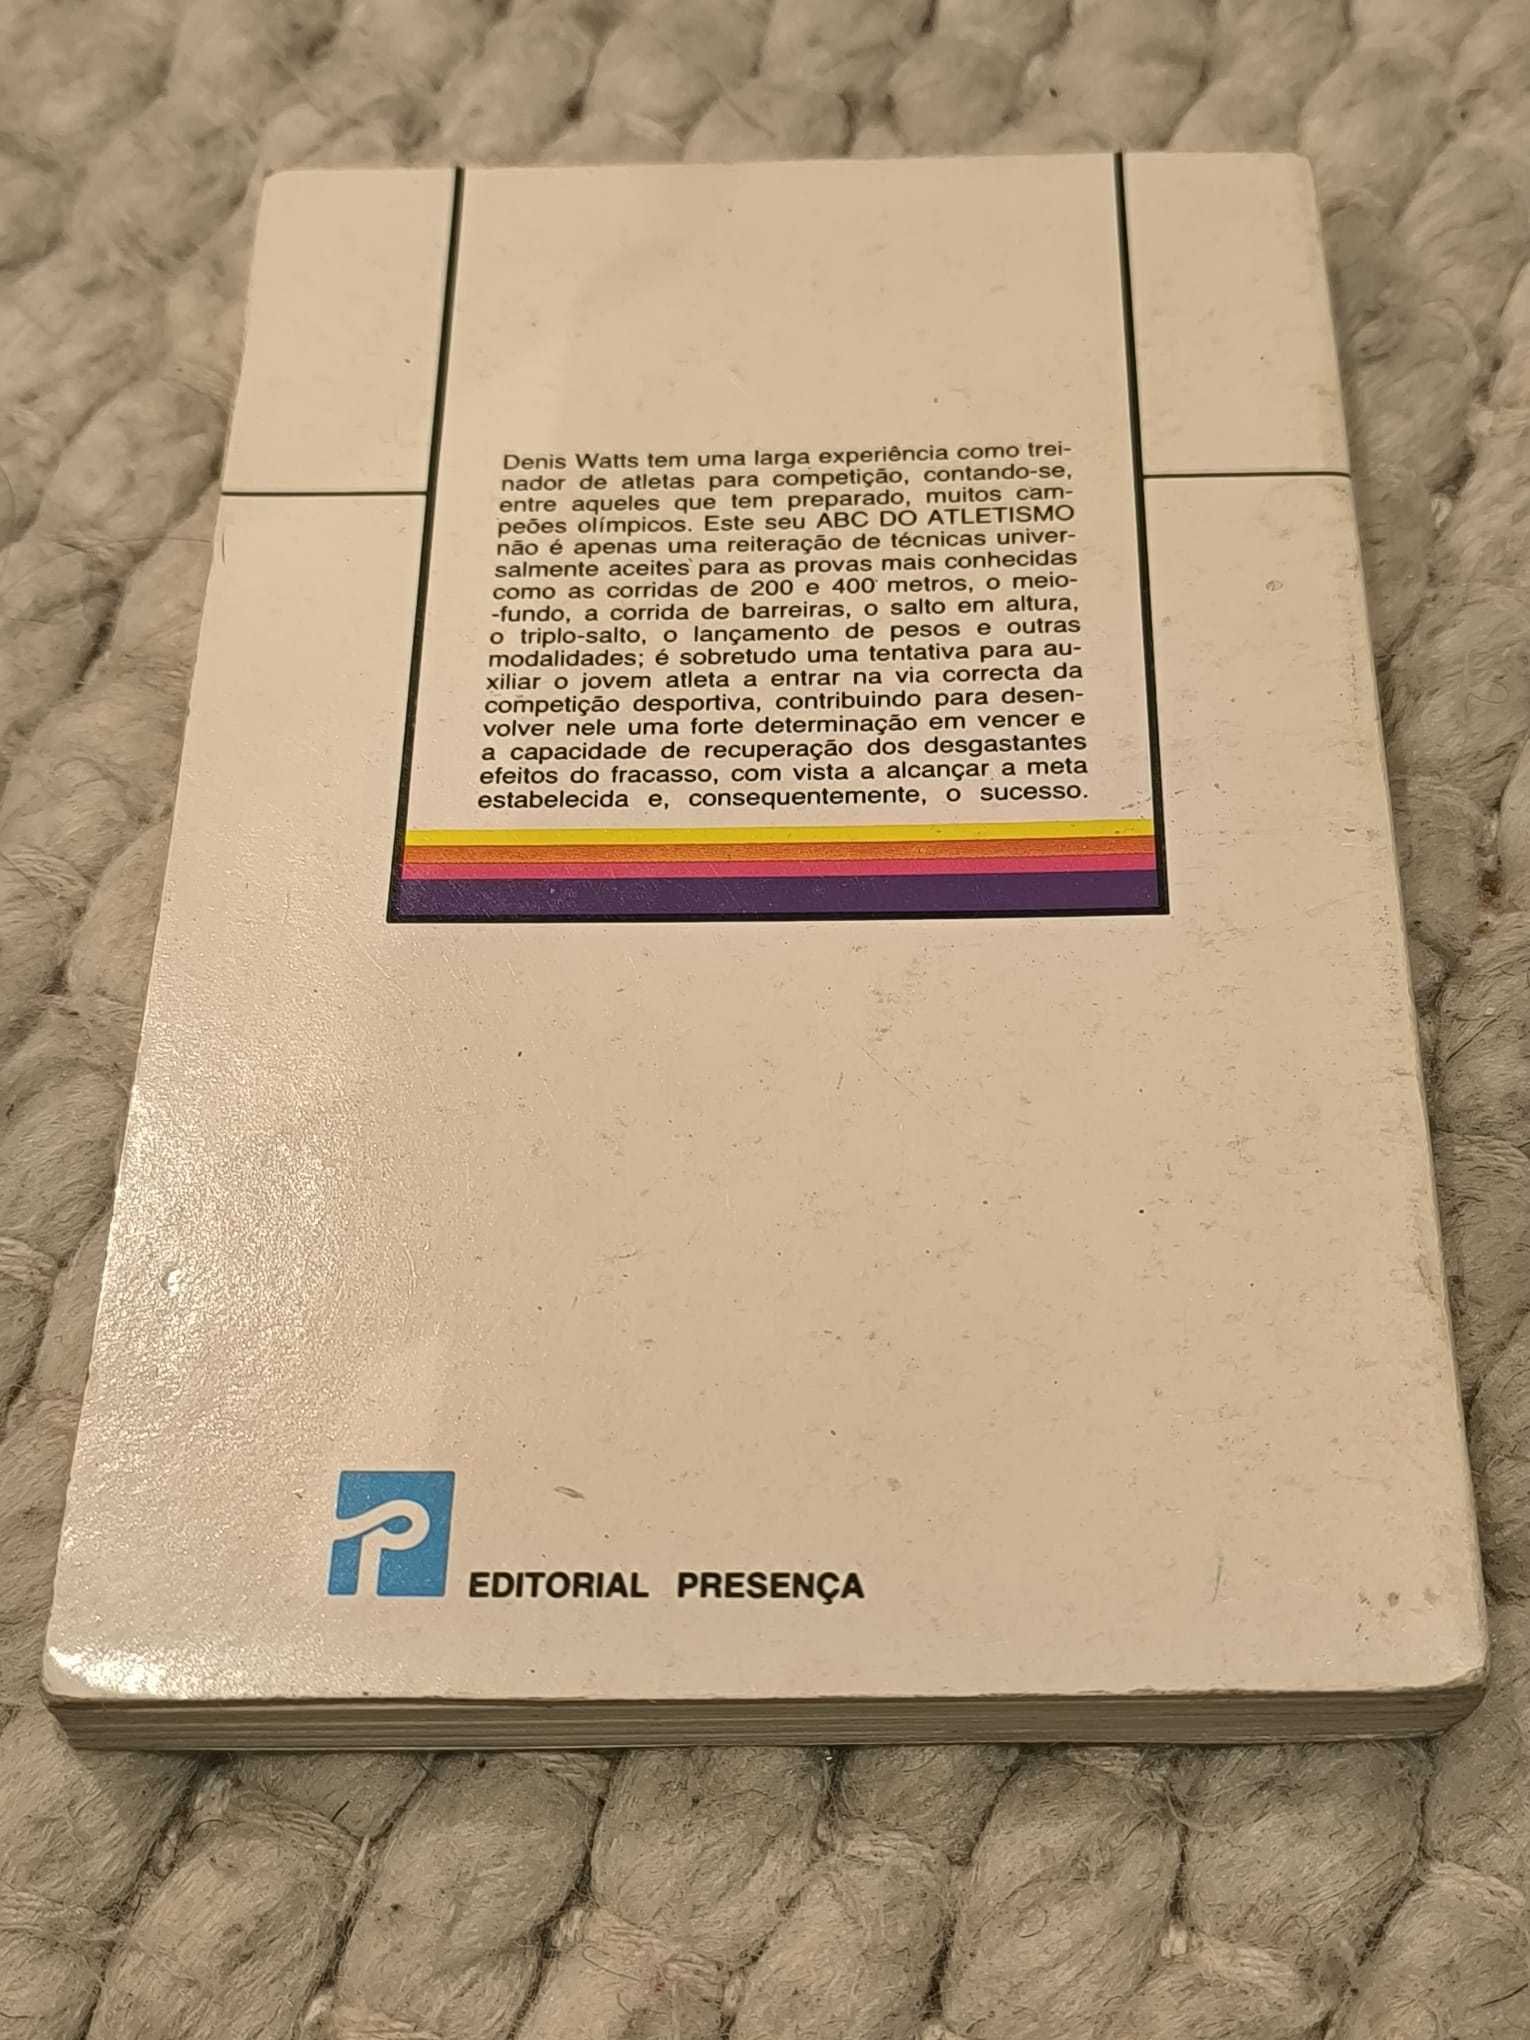 Denis Watts tem uma larga experiência como trei-
nador de atletas para competição, contando-se,
entre aqueles que tem preparado, muitos cam-
peões olímpicos. Este seu ABC DO ATLETISMO
não é apenas uma reiteração de técnicas univer-
salmente aceites para as provas mais conhecidas
como as corridas de 200 e 400 metros, o meio-
-fundo, a corrida de barreiras, o salto em altura,
o triplo-salto, o lançamento de pesos e outras
modalidades; é sobretudo uma tentativa para au-
xiliar o jovem atleta a entrar na via correcta da
competição desportiva, contribuindo para desen-
volver nele uma forte determinação em vencer e
a capacidade de recuperação dos desgastantes
efeitos do fracasso, com vista a alcançar a meta
estabelecida e, consequentemente, o sucesso.
EDITORIAL PRESENÇA